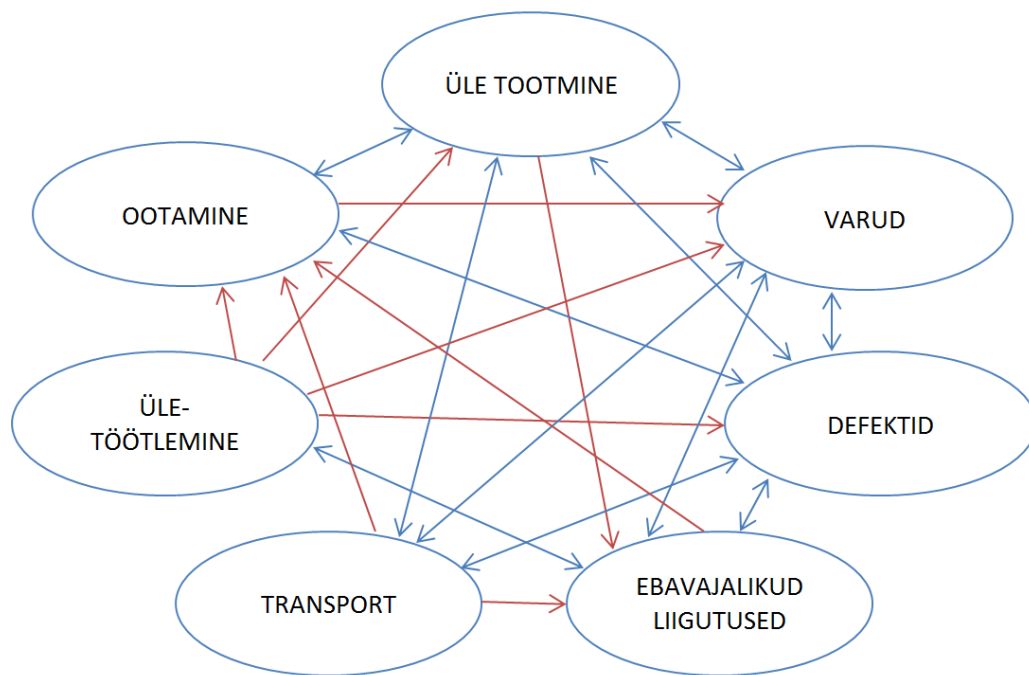 ÜLE TOOTMINE
OOTAMINE
VARUD
ÜLE-
TÖÖTLEMINE
DEFEKTID
TRANSPORT
EBAVAJALIKUD
LIIGUTUSED